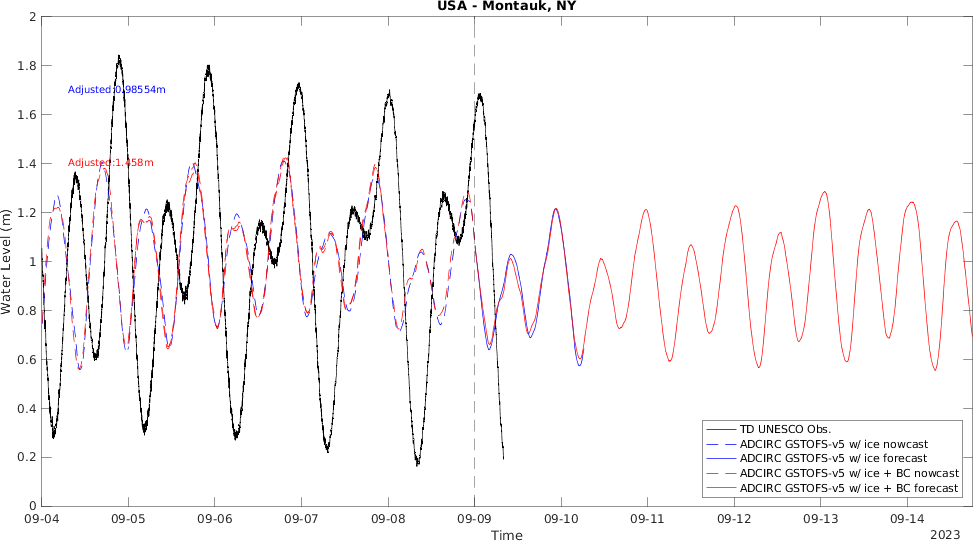 USA - Montauk, NY
2
1.8
Adjusted:0.98554m
1.6
1.4
Adjusted:1.458m
1.2
1
0.8
0.6
0.4
0.2
0
Water Level (m)
TD UNESCO Obs.
ADCIRC GSTOFS-v5 w/ ice nowcast
ADCIRC GSTOFS-v5 w/ ice forecast
ADCIRC GSTOFS-v5 w/ ice + BC nowcast
ADCIRC GSTOFS-v5 w/ ice + BC forecast
09-04 09-05 09-06 09-07 09-08 09-09 09-10 09-11 09-12 09-13 09-14
Time
2023